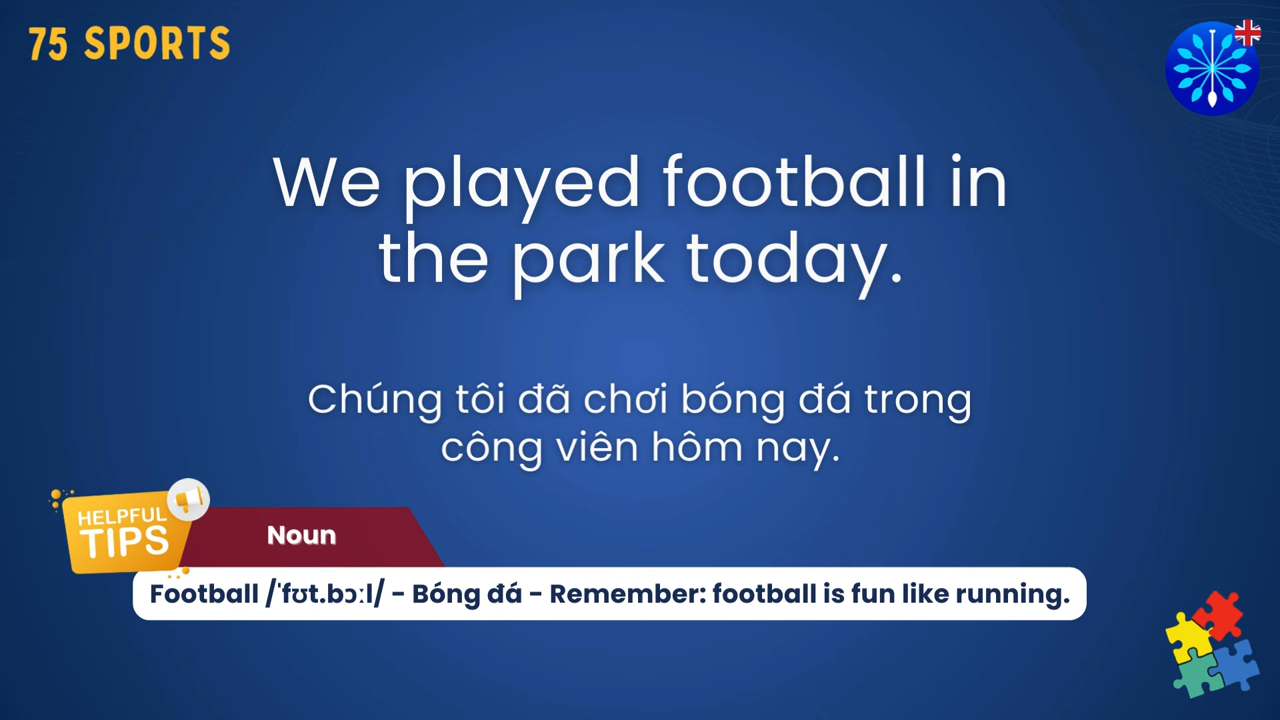 75 SPORTS
We played football in
the park today.
Chúng tôi đã chơi bóng đá trong
công viên hôm nay.
HELPFUL
TIPS
Noun
Football /ˈfʊt.bɔːl/ – Bóng đá – Remember: football is fun like running.